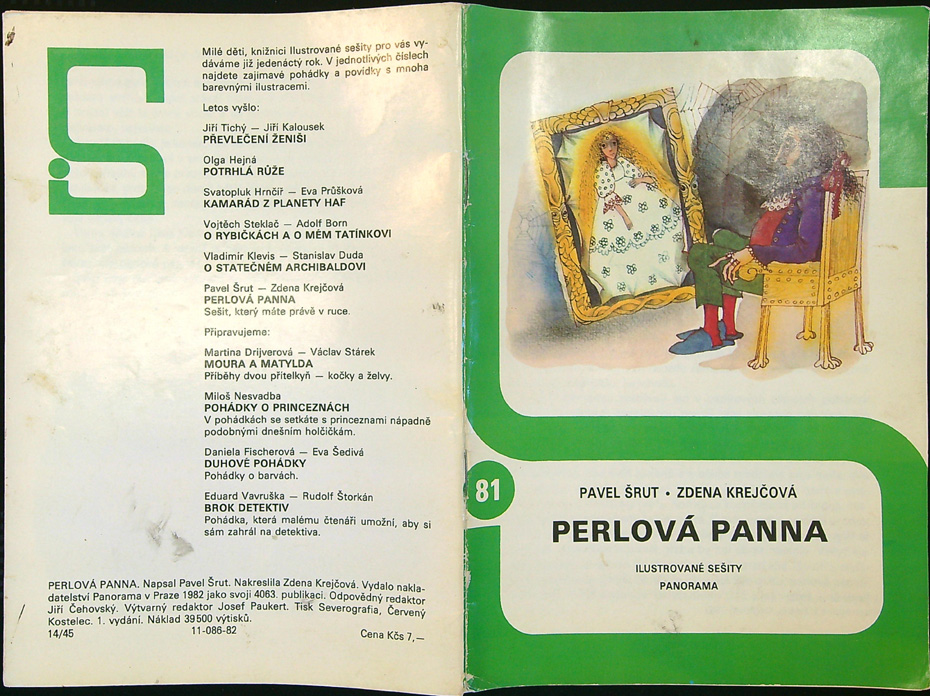 Milé děti, knižnici Ilustrované sešity pro vás vy-
dáváme již jedenáctý rok. V jednotlivých číslech
najdete zajímavé pohádky a povídky s mnoha
barevnými ilustracemi.
Letos vyšlo:
Jiří Tichý — Jiří Kalousek
PŘEVLEČENÍ ŽENIŠI
Olga Hejná
POTRHLÁ RŮŽE
Svatopluk Hrnčíř — Eva Průšková
KAMARÁD Z PLANETY HAF
Vojtěch Steklač — Adolf Born
O RYBIČKÁCH A O MÉM TATÍNKOVI
Vladimír Klevis — Stanislav Duda
O STATEČNÉM ARCHIBALDOVI
Pavel Šrut — Zdena Krejčová
PERLOVÁ PANNA
Sešit, který máte právě v ruce.
Připravujeme:
Martina Drijverová — Václav Stárek
MOURA A MATYLDA
Příběhy dvou přítelkyň — kočky a želvy.
Miloš Nesvadba
POHÁDKY O PRINCEZNÁCH
V pohádkách se setkáte s princeznami nápadně
podobnými dnešním holčičkám.
Daniela Fischerová — Eva Šedivá
DUHOVÉ POHÁDKY
Pohádky o barvách.
Eduard Vavruška — Rudolf Štorkán
BROK DETEKTIV
Pohádka, která malému čtenáři umožní, aby si
sám zahrál na detektiva.
PERLOVÁ PANNA. Napsal Pavel Šrut. Nakreslila Zdena Krejčová. Vydalo nakla-
datelství Panorama v Praze 1982 jako svoji 4063. publikaci. Odpovědný redaktor
Jiří Čehovský. Výtvarný redaktor Josef Paukert. Tisk Severografia, Červený
Kostelec. 1. vydání. Náklad 39500 výtisků.
14/45 11-086-82 Cena Kčs 7,—
81
PAVEL ŠRUT • ZDENA KREJČOVÁ
PERLOVÁ PANNA
ILUSTROVANÉ SEŠITY
PANORAMA